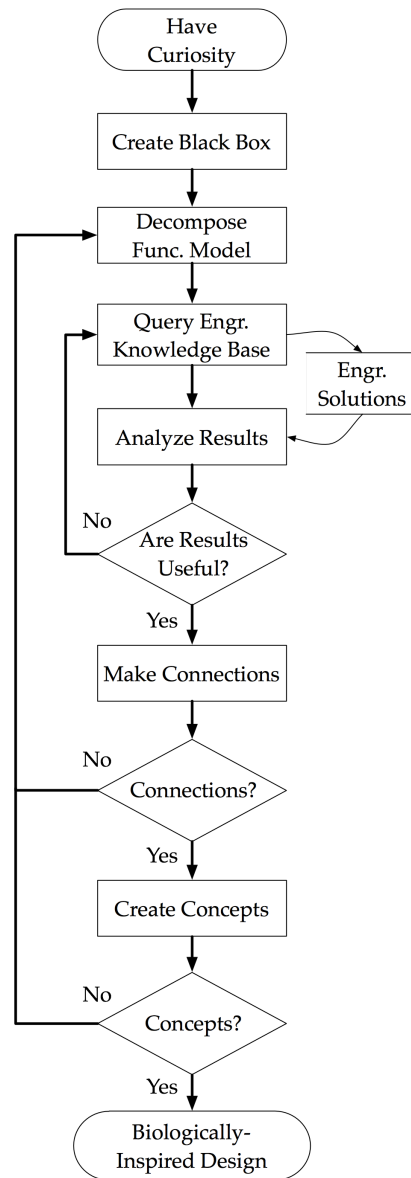 Have
Curiosity
Create Black Box
Decompose
Func. Model
Query Engr.
Knowledge Base
Engr.
Solutions
Analyze Results
No
Are Results
Useful?
Yes
Make Connections
No
Connections?
Yes
Create Concepts
No
Concepts?
Yes
Biologically-
Inspired Design